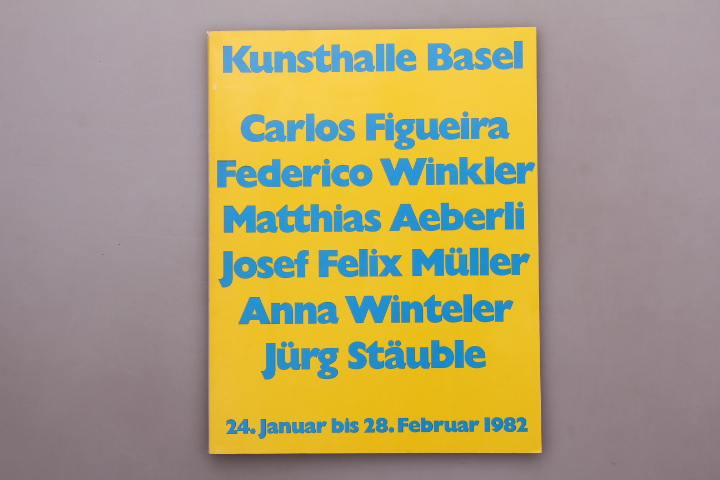 Kunsthalle Basel
Carlos Figueira
Federico Winkler
Matthias Aeberli
Josef Felix Müller
Anna Winteler
Jürg Stäuble
24. Januar bis 28. Februar 1982